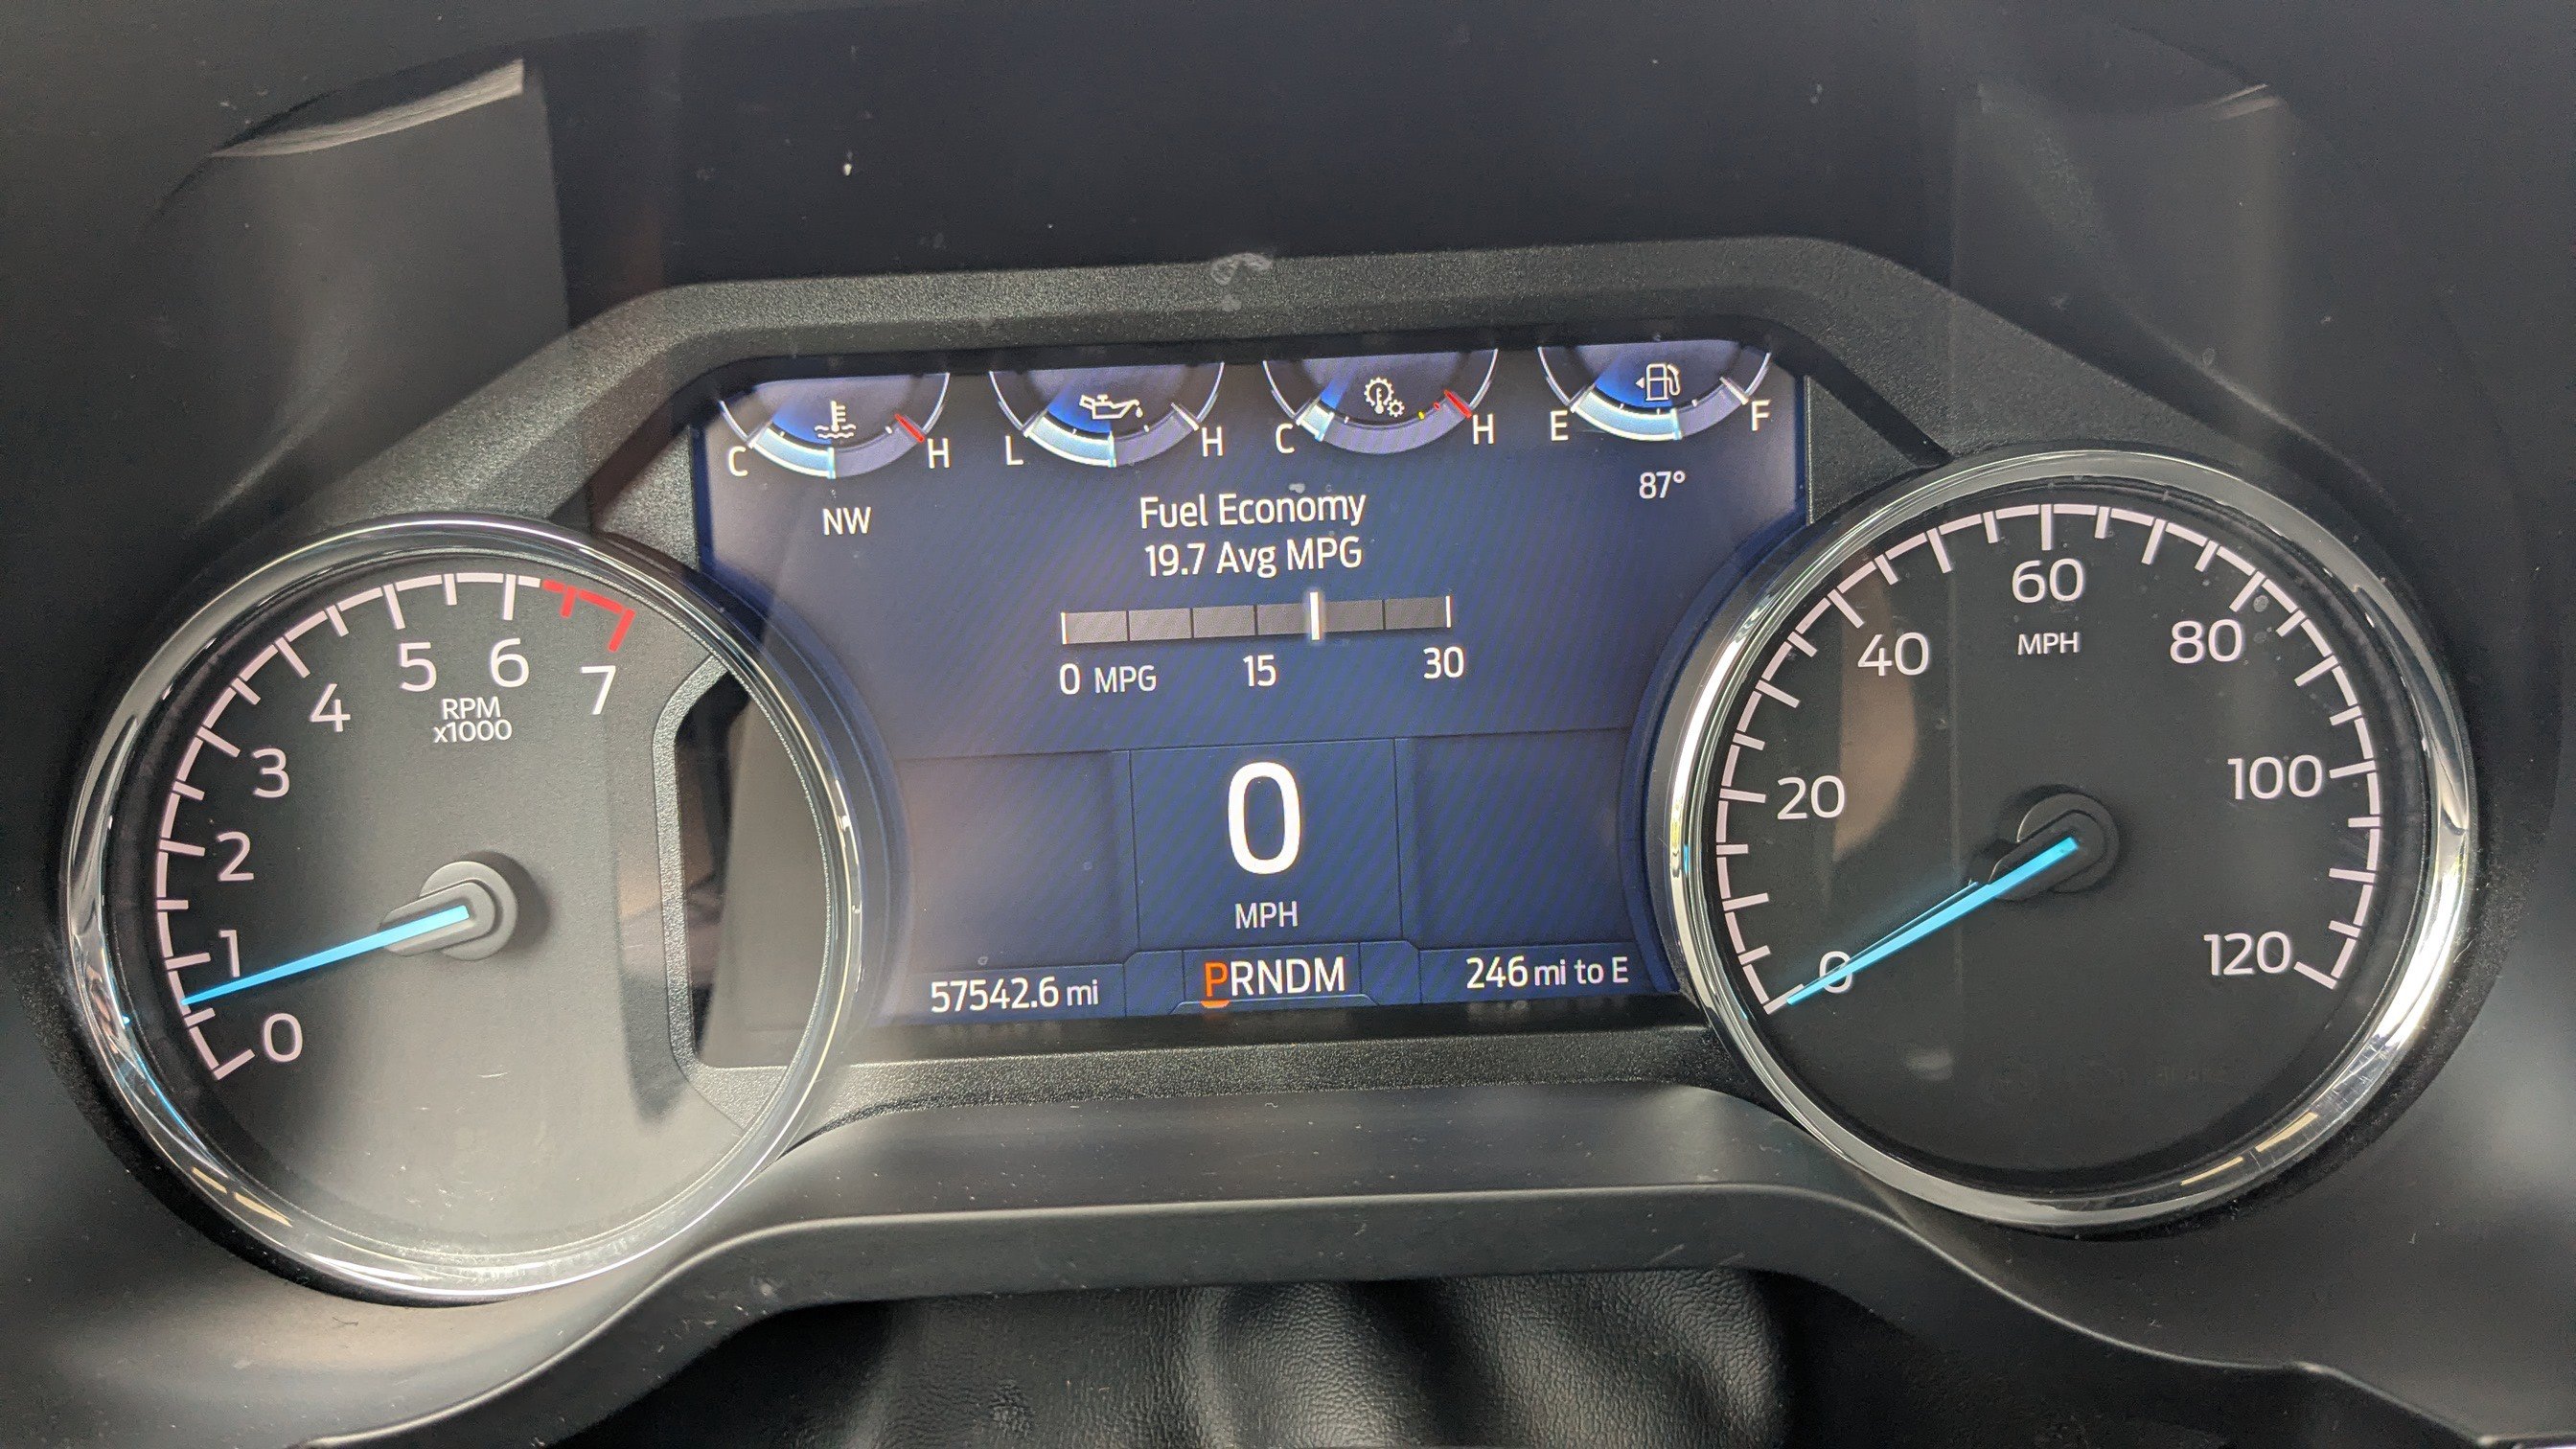 C H
L H
C H
E F
NW
87°
Fuel Economy
19.7 Avg MPG
0 MPG 15 30
0
MPH
57542.6 mi
PRNDM
246 mi to E
0 1 2 3 4 5 6 7
RPM
x1000
0 20 40 60 80 100 120
MPH